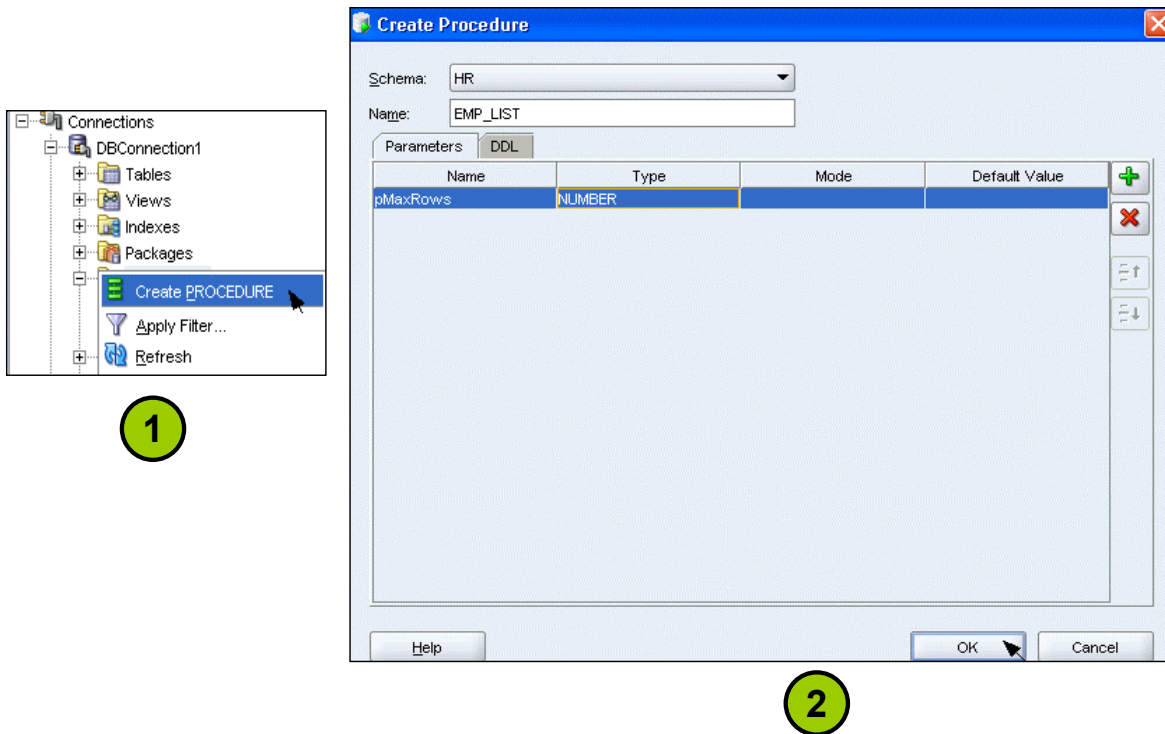 Connections
DBConnection1
Tables
Views
Indexes
Packages
Create PROCEDURE
Apply Filter...
Refresh
1
Create Procedure
Schema: HR
Name: EMP_LIST
Parameters DDL
Name Type Mode Default Value
pMaxRows NUMBER
Help OK Cancel
2